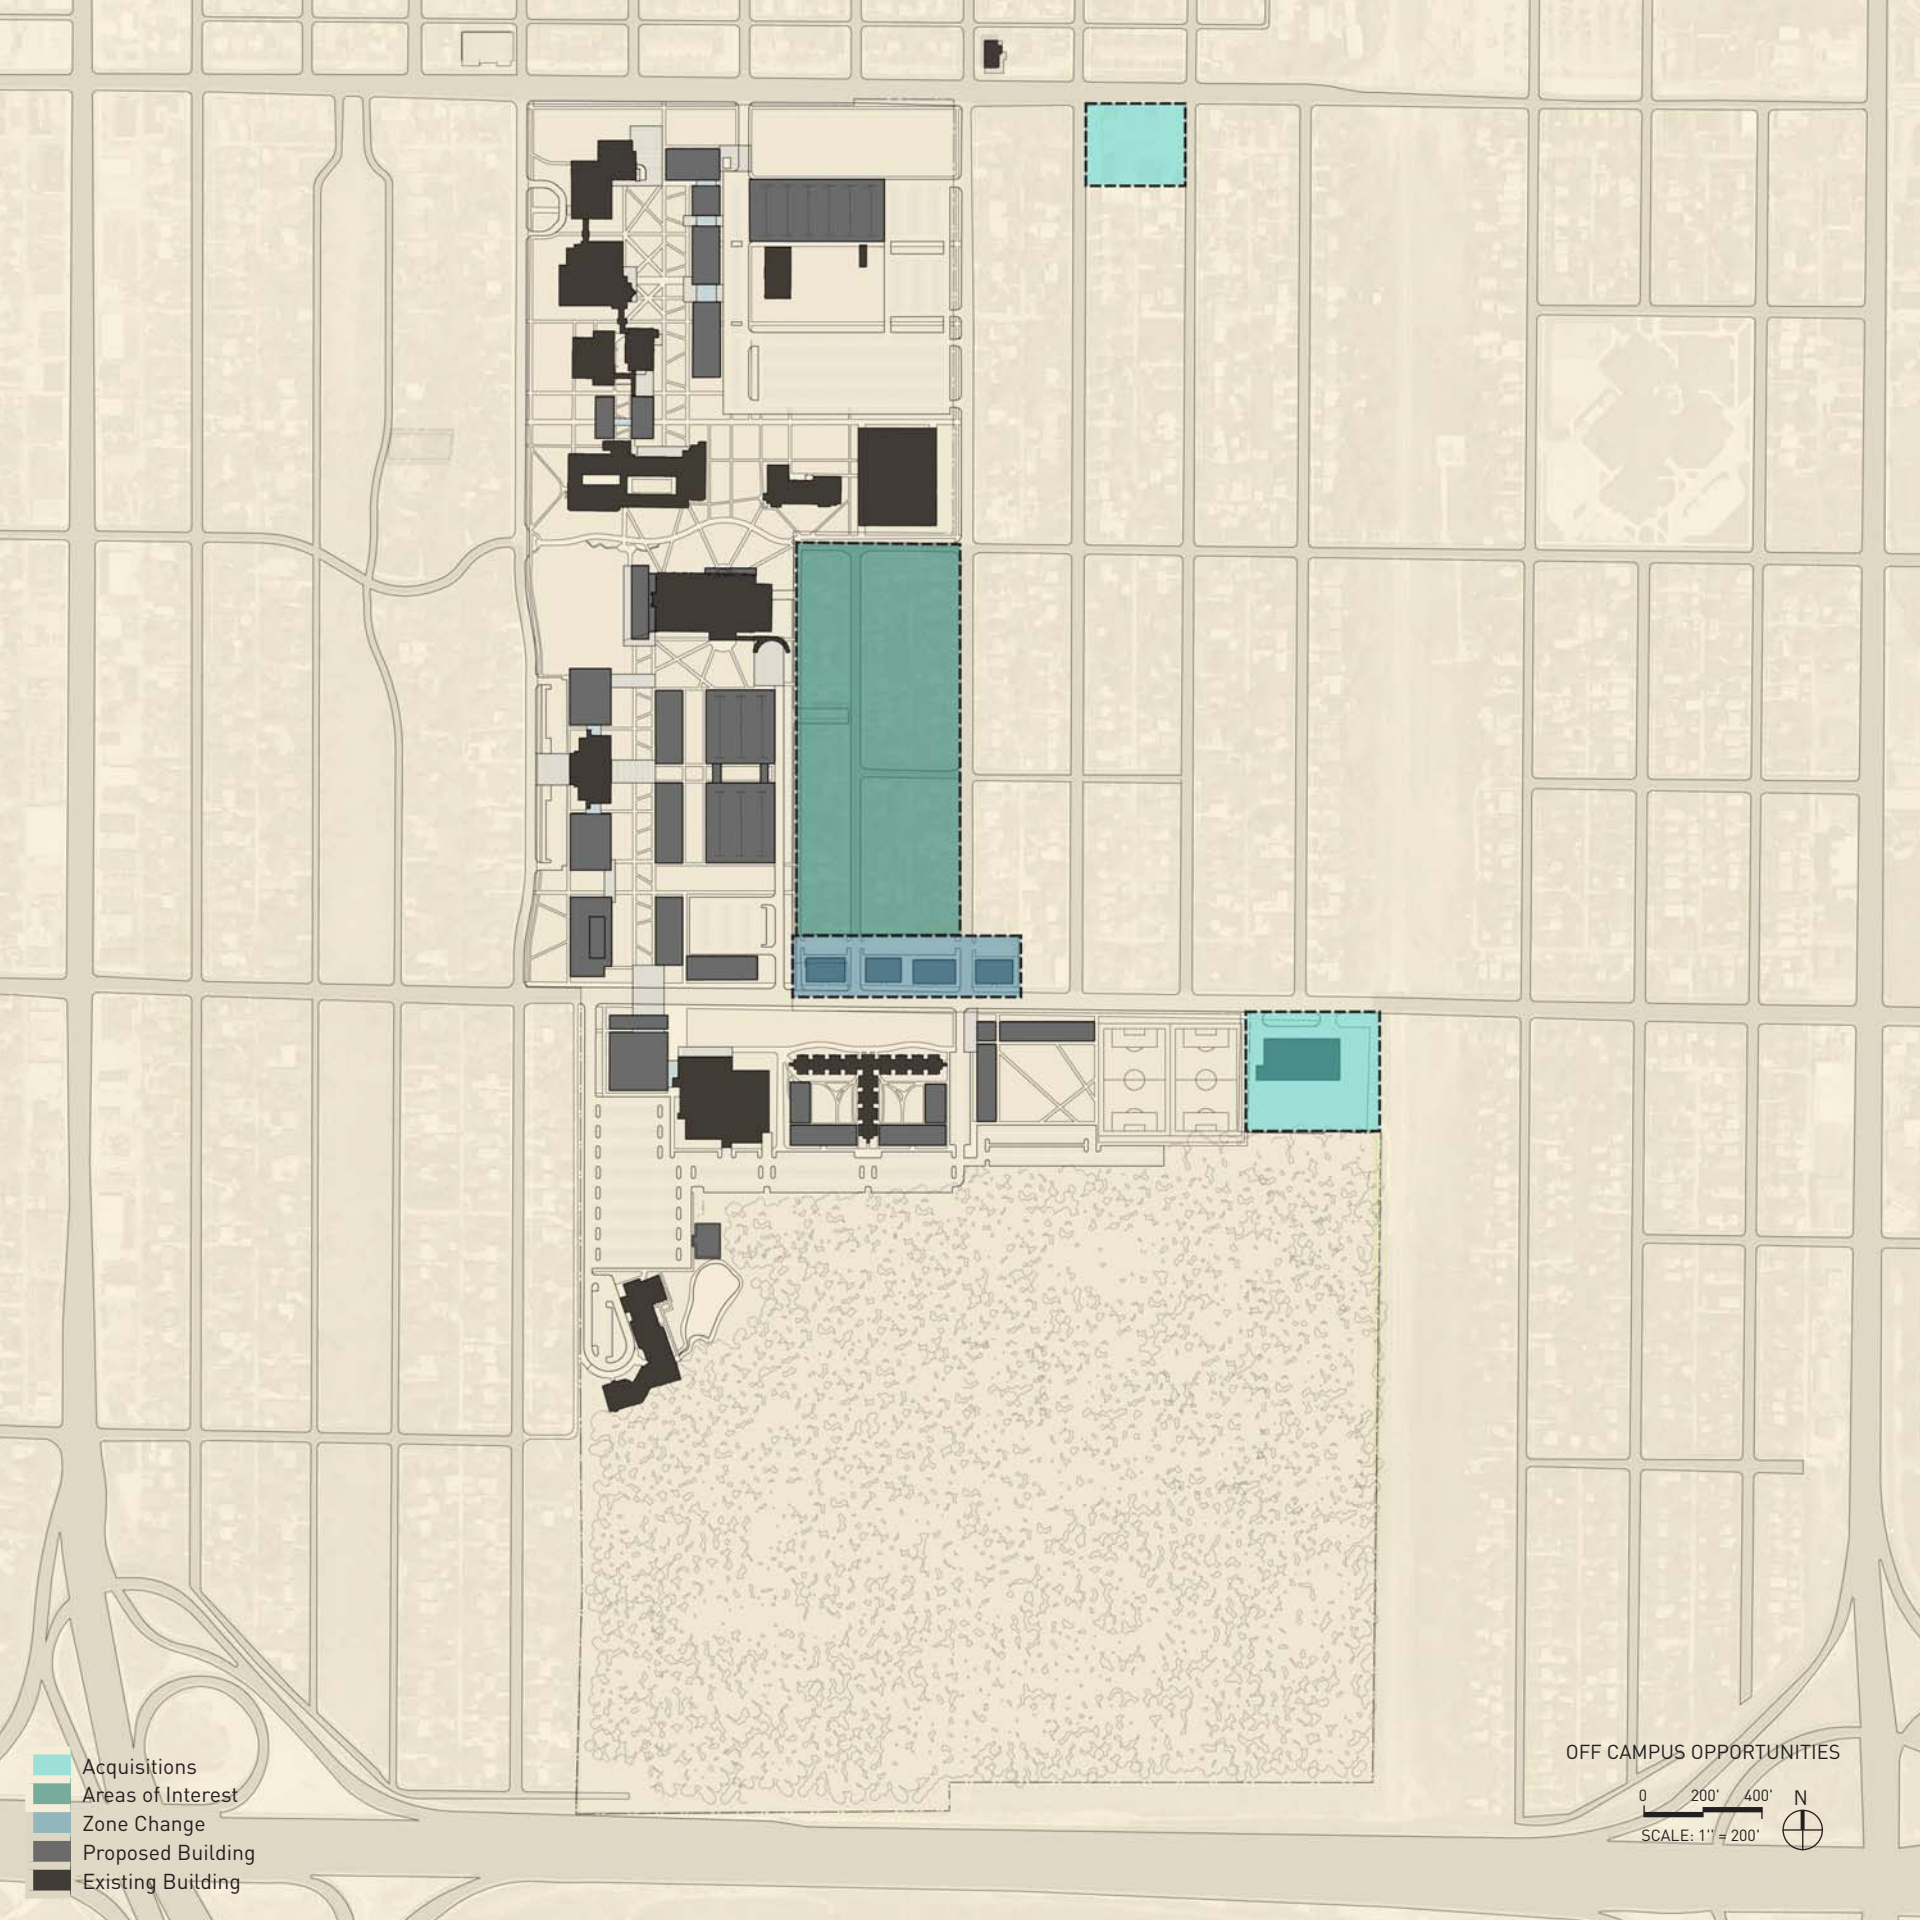 Acquisitions
Areas of Interest
Zone Change
Proposed Building
Existing Building
OFF CAMPUS OPPORTUNITIES
0 200' 400' N
SCALE: 1'' = 200'